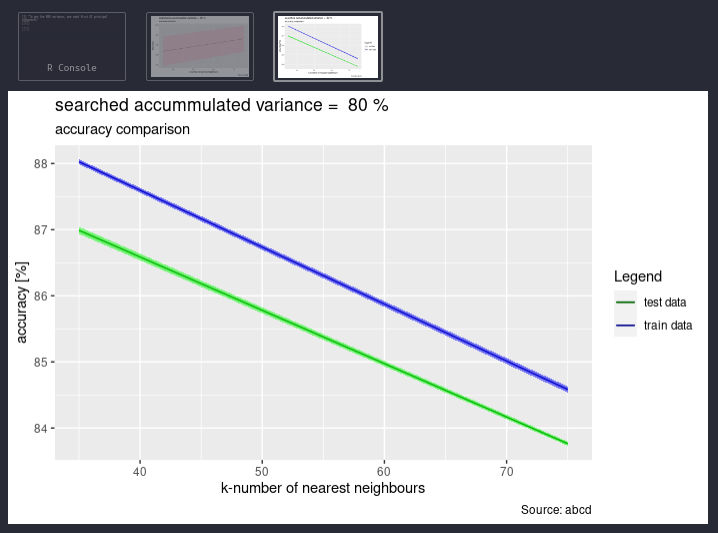 R Console
searched accummulated variance =  80 %
accuracy comparison
88
87
86
85
84
accuracy [%]
40
50
60
70
k-number of nearest neighbours
Legend
test data
train data
Source: abcd